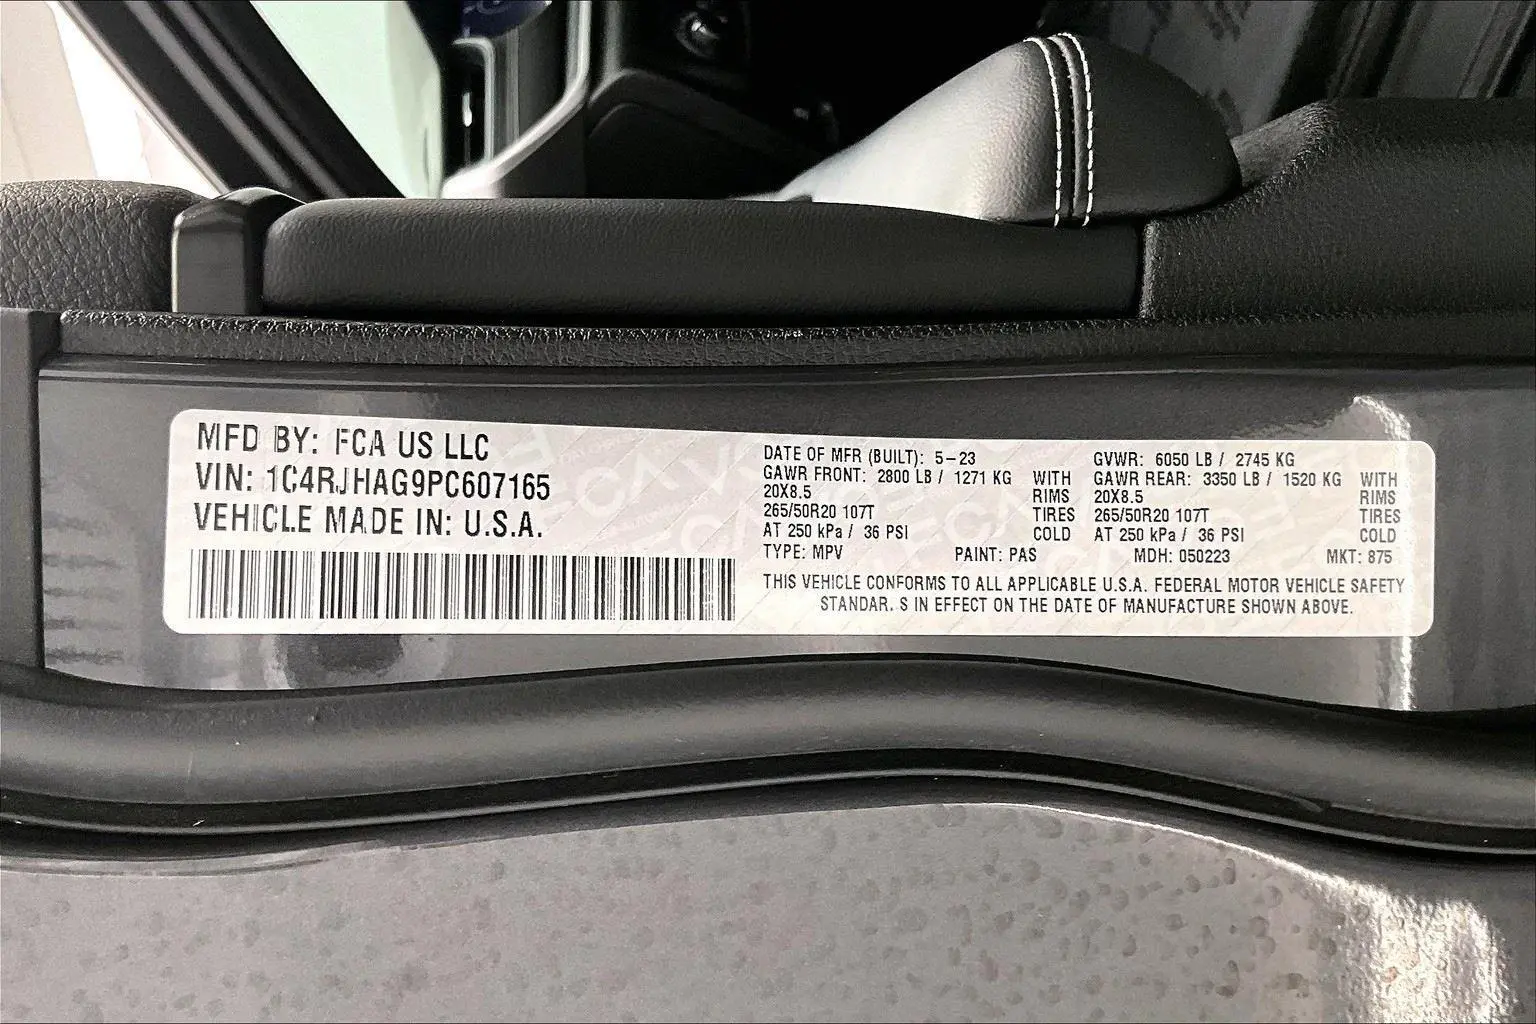 MFD BY: FCA US LLC
VIN: 1C4RJHAG9PC607165
VEHICLE MADE IN: U.S.A.
DATE OF MFR (BUILT): 5-23 GVWR: 6050 LB / 2745 KG
GAWR FRONT: 2800 LB / 1271 KG WITH GAWR REAR: 3350 LB / 1520 KG WITH
20X8.5 RIMS 20X8.5 RIMS
265/50R20 107T TIRES 265/50R20 107T TIRES
AT 250 kPa / 36 PSI COLD AT 250 kPa / 36 PSI COLD
TYPE: MPV PAINT: PAS MDH: 050223 MKT: 875
THIS VEHICLE CONFORMS TO ALL APPLICABLE U.S.A. FEDERAL MOTOR VEHICLE SAFETY
STANDAR. S IN EFFECT ON THE DATE OF MANUFACTURE SHOWN ABOVE.